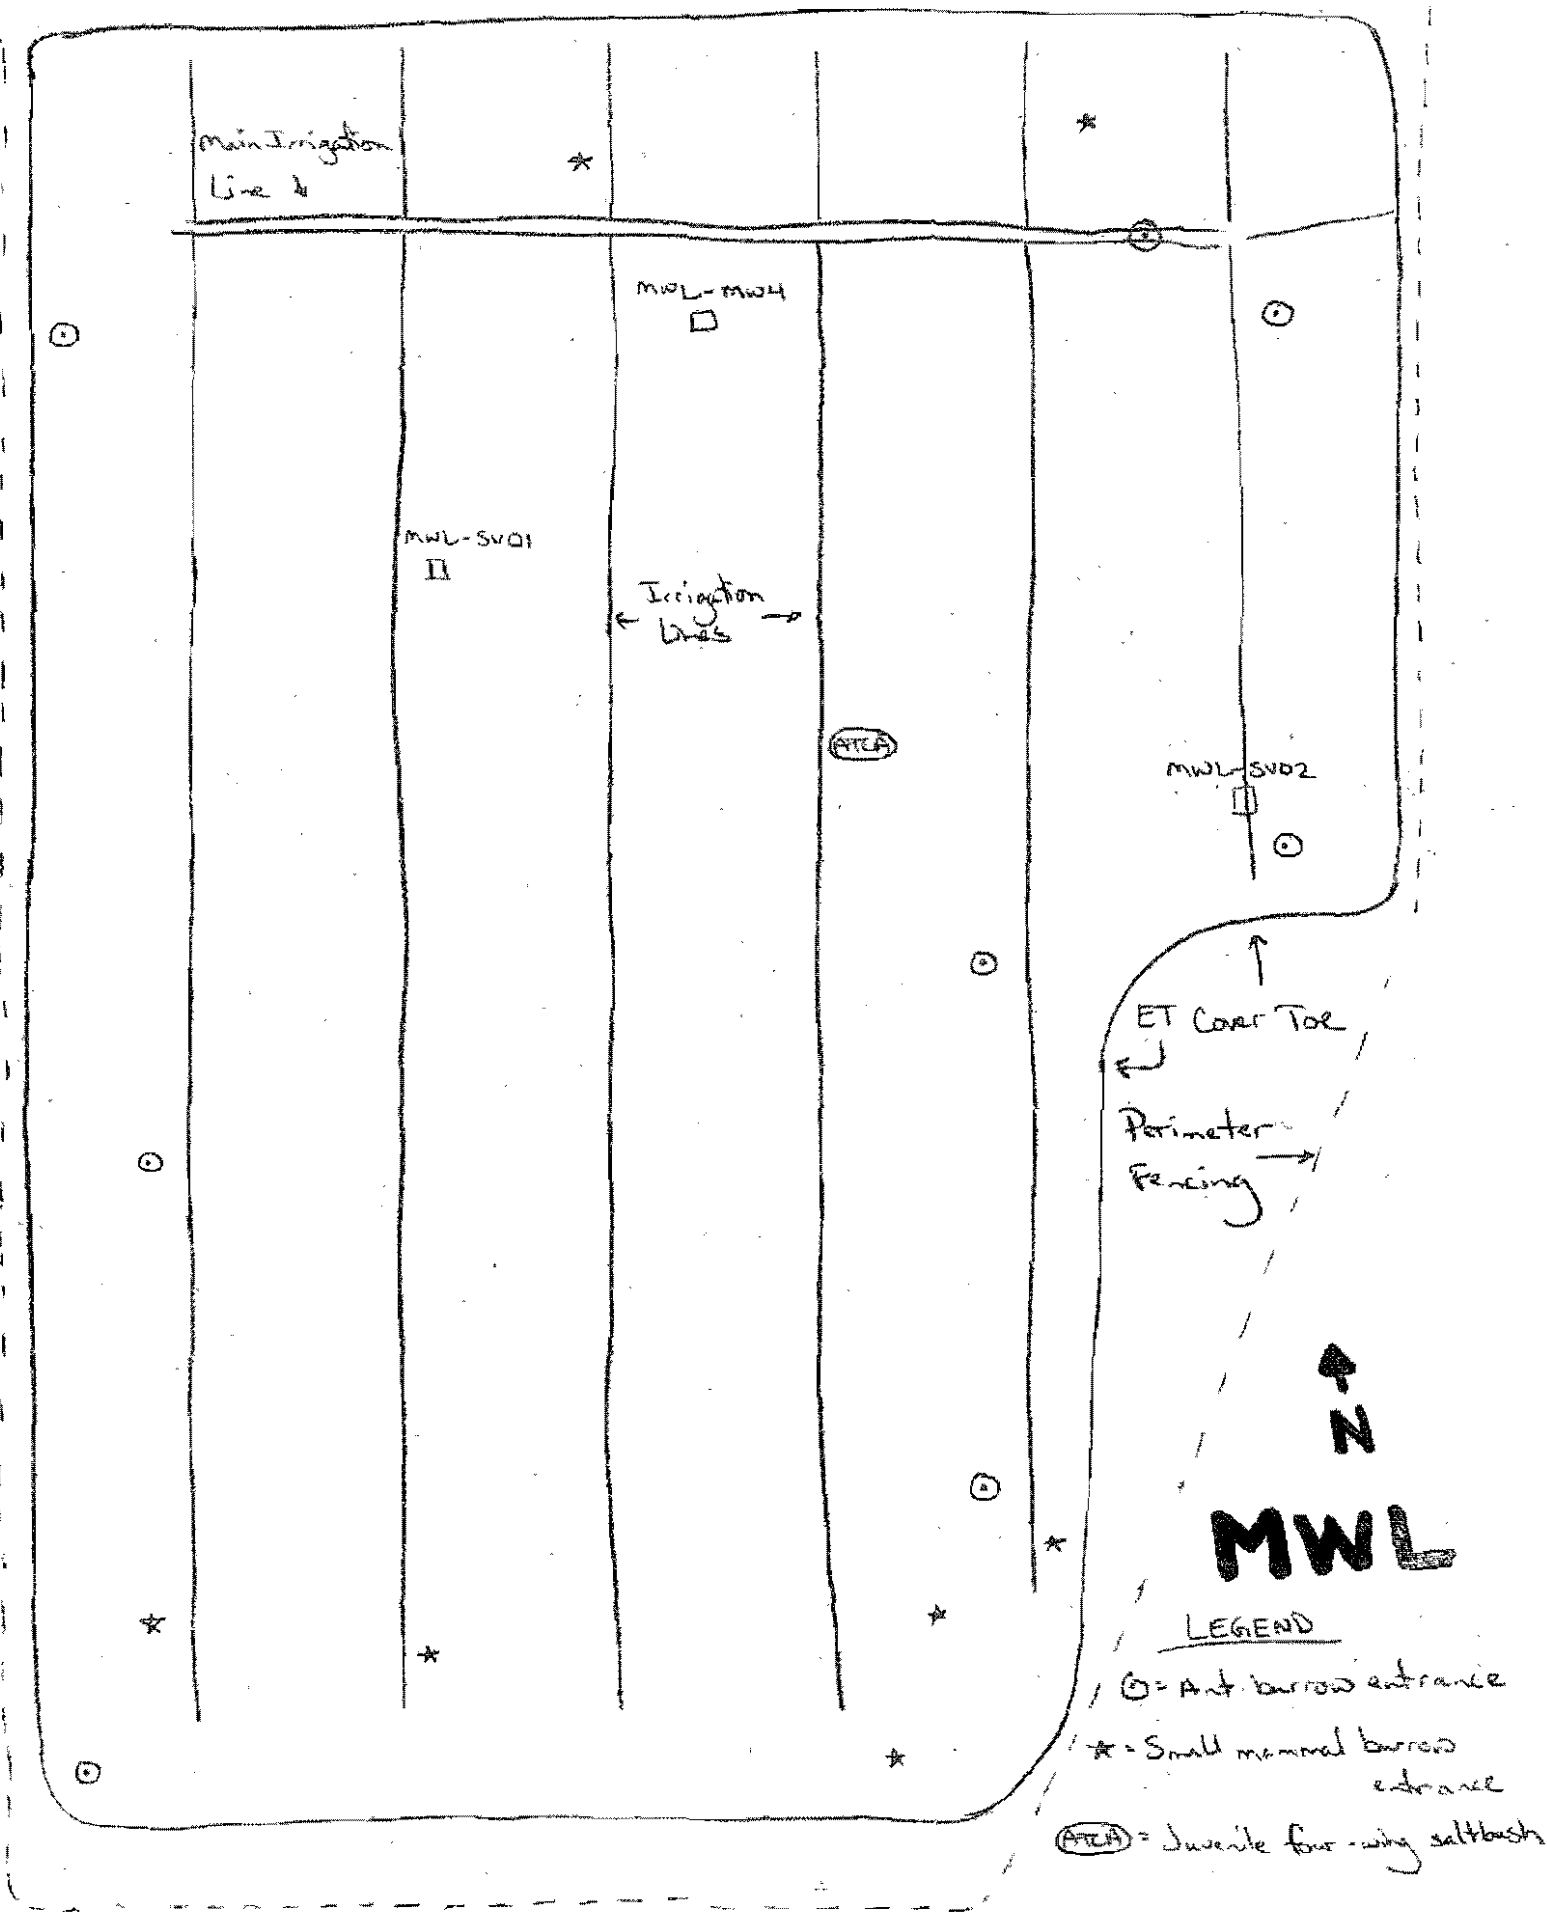 Main Irrigation
Line ↓
MWL-MW4
MWL-SV01
← Irrigation →
Lines
ATCA
MWL-SV02
ET Cover Toe
Perimeter
Fencing →
N
MWL
LEGEND
⊙ = Ant burrow entrance
★ = Small mammal burrow
entrance
ATCA = Juvenile four-wing saltbush